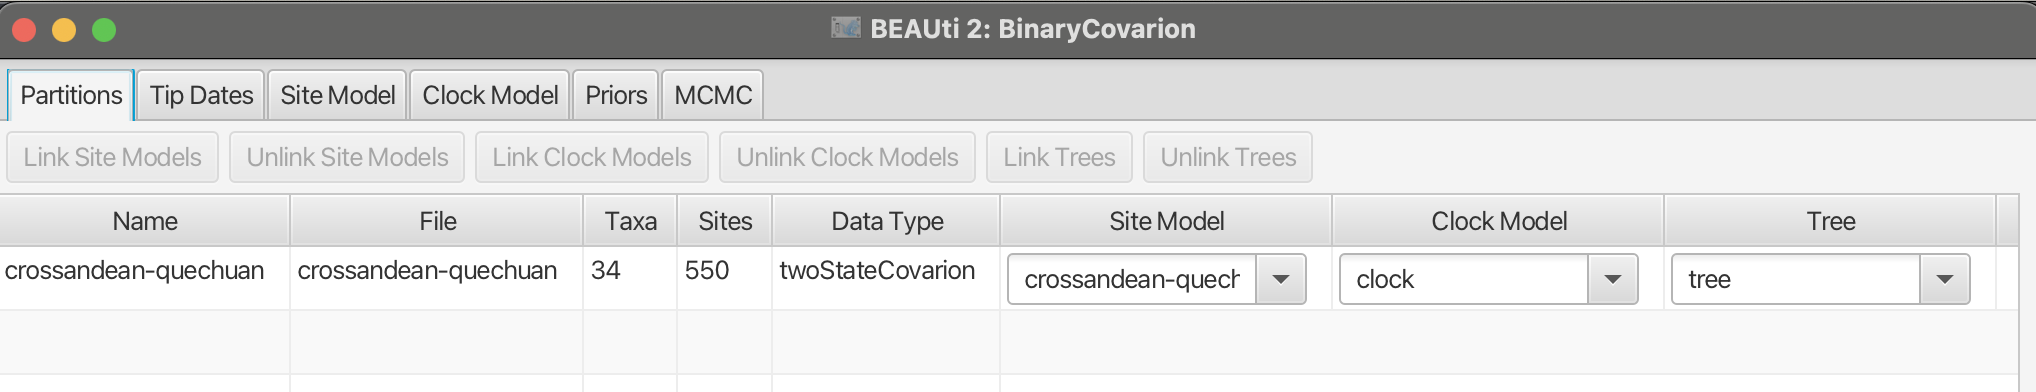 BEAUti 2: BinaryCovarion
Partitions Tip Dates Site Model Clock Model Priors MCMC
Link Site Models Unlink Site Models Link Clock Models Unlink Clock Models Link Trees Unlink Trees
Name File Taxa Sites Data Type Site Model Clock Model Tree
crossandean-quechuan crossandean-quechuan 34 550 twoStateCovarion crossandean-quech clock tree